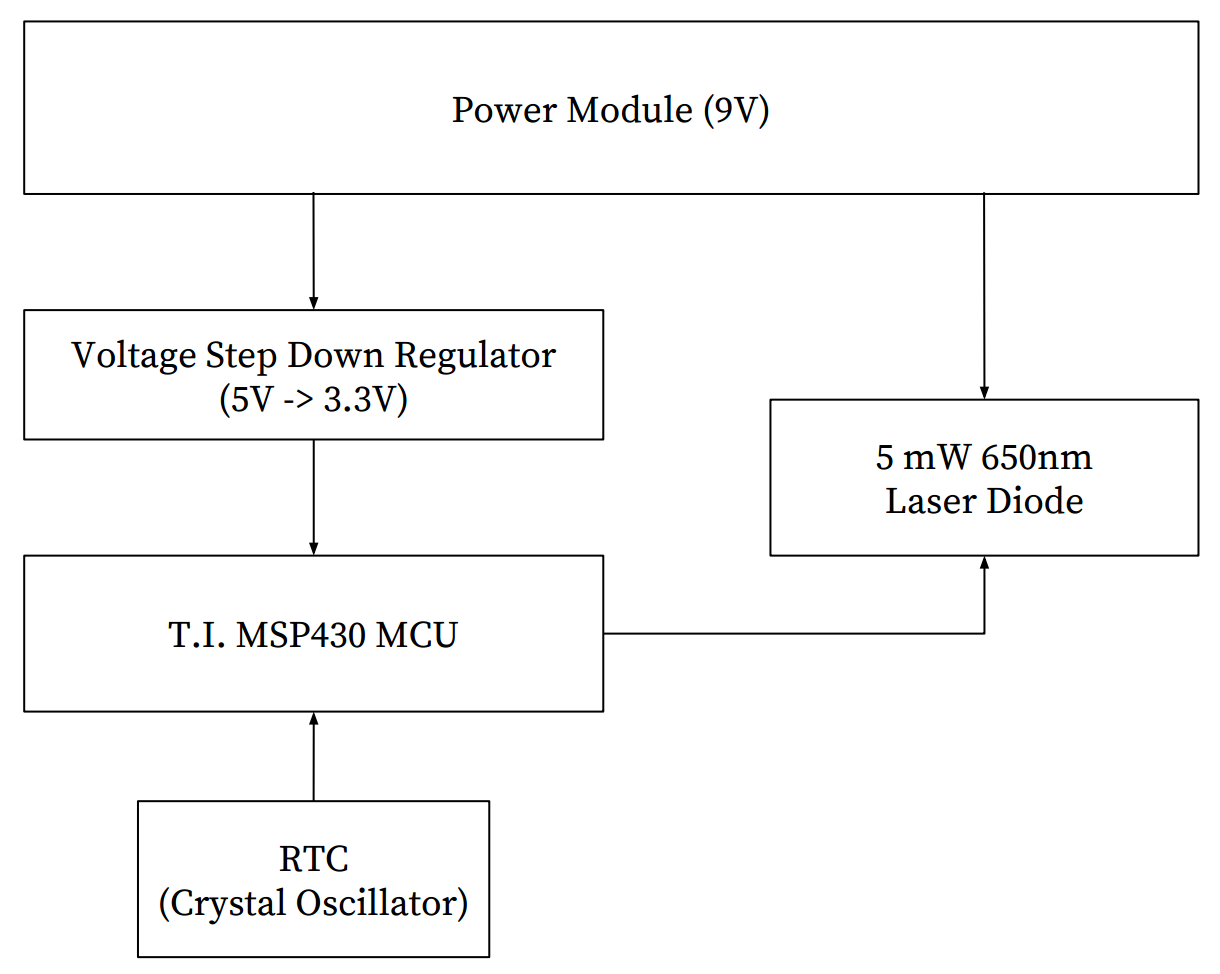 Power Module (9V)
Voltage Step Down Regulator
(5V -> 3.3V)
5 mW 650nm
Laser Diode
T.I. MSP430 MCU
RTC
(Crystal Oscillator)